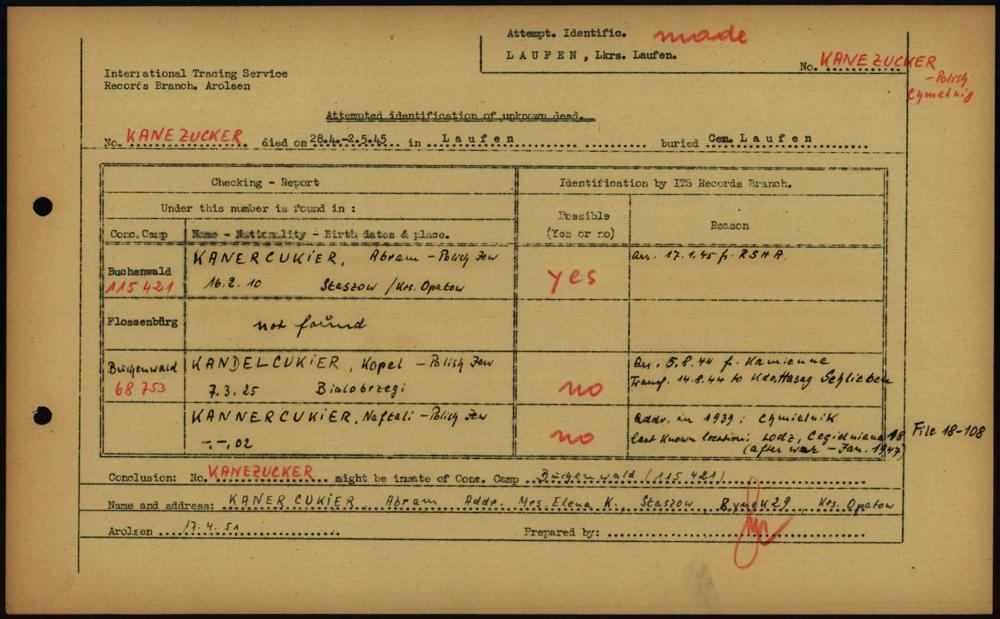 Attempt. Identific. made
LAUFEN, Lkrs. Laufen.
No. KANEZUCKER
- Polish
Chmelnig
International Tracing Service
Records Branch. Arolsen
Attempted identification of unknown dead.
No. KANEZUCKER died on 28.4.-2.5.45 in Laufen, buried Cem. Laufen
Checking - Report
Identification by ITS Records Branch.
Under this number is found in :
Possible
(Yes or no)
Reason
Conc. Camp
Name - Nationality - Birth dates & place.
Buchenwald
115 421
KANERCUKIER, Abram - Polish Jew
16.2.10 Staszow / Krs. Opatow
yes
arr. 17.1.45 f. RSHA
Flossenbürg
not found
Buchenwald
68 753
KANDELCUKIER, Kopel - Polish Jew
7.3.25 Bialobrzegi
no
arr. 5.8.44 f. Kamienne
Transf. 14.8.44 to Kdo. Hasag Schlieben
KANNERCUKIER, Naftali - Polish Jew
-.-.02
no
Addr. in 1939: Chmielnik
last known location: LODZ, Cegielniana 18
(after war - Jan. 1947)
File 18-108
Conclusion: No. KANEZUCKER might be inmate of Conc. Camp Buchenwald (115 421)
Name and address: KANERCUKIER Abram Addr. Mrs. Elena K., Staszow Rynek 29 Krs. Opatow
Arolsen 17.4.51 Prepared by: